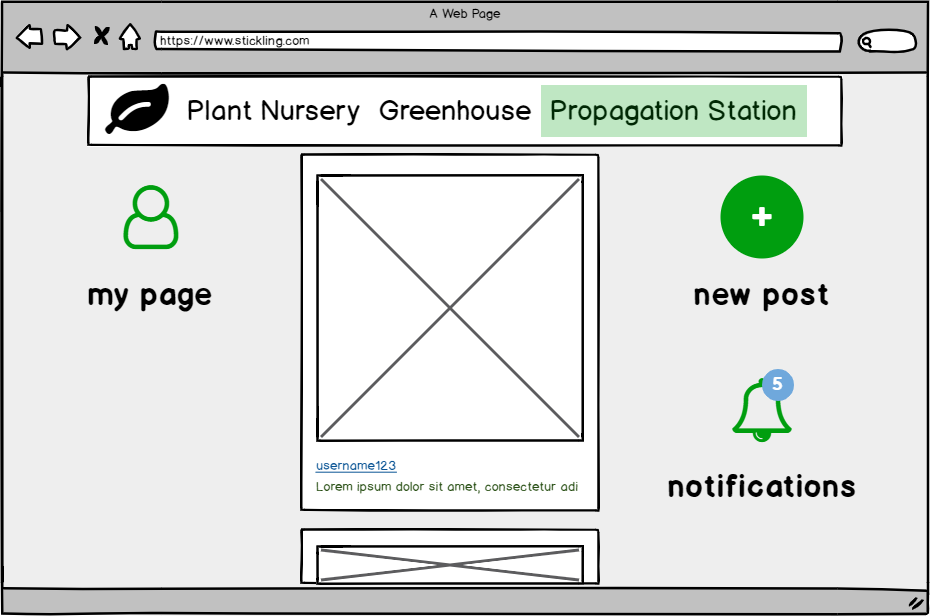 A Web Page
https://www.stickling.com
Plant Nursery Greenhouse Propagation Station
my page
+
new post
5
notifications
username123
Lorem ipsum dolor sit amet, consectetur adi